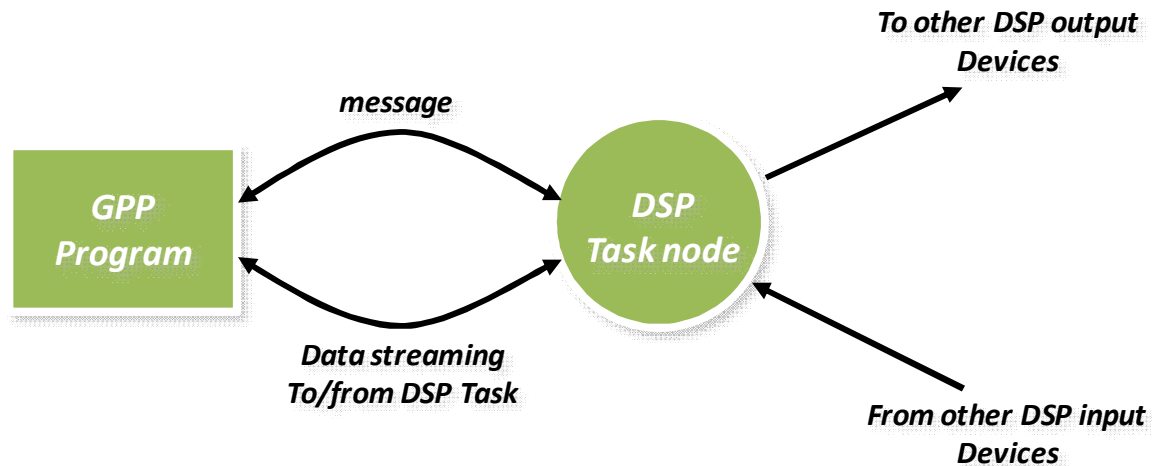 To other DSP output
Devices
message
GPP
Program
DSP
Task node
Data streaming
To/from DSP Task
From other DSP input
Devices